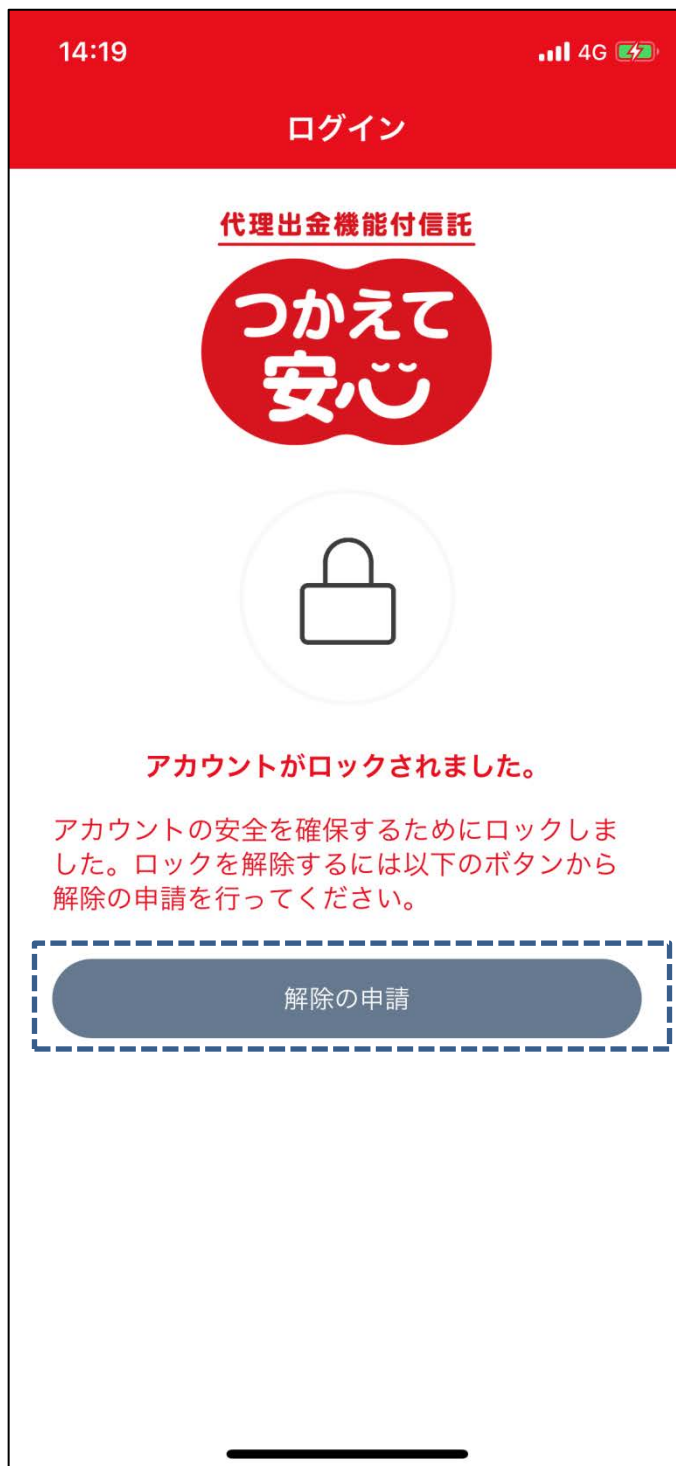 14:19
4G
ログイン
代理出金機能付信託
つかえて
安心
アカウントがロックされました。
アカウントの安全を確保するためにロックしま
した。ロックを解除するには以下のボタンから
解除の申請を行ってください。
解除の申請